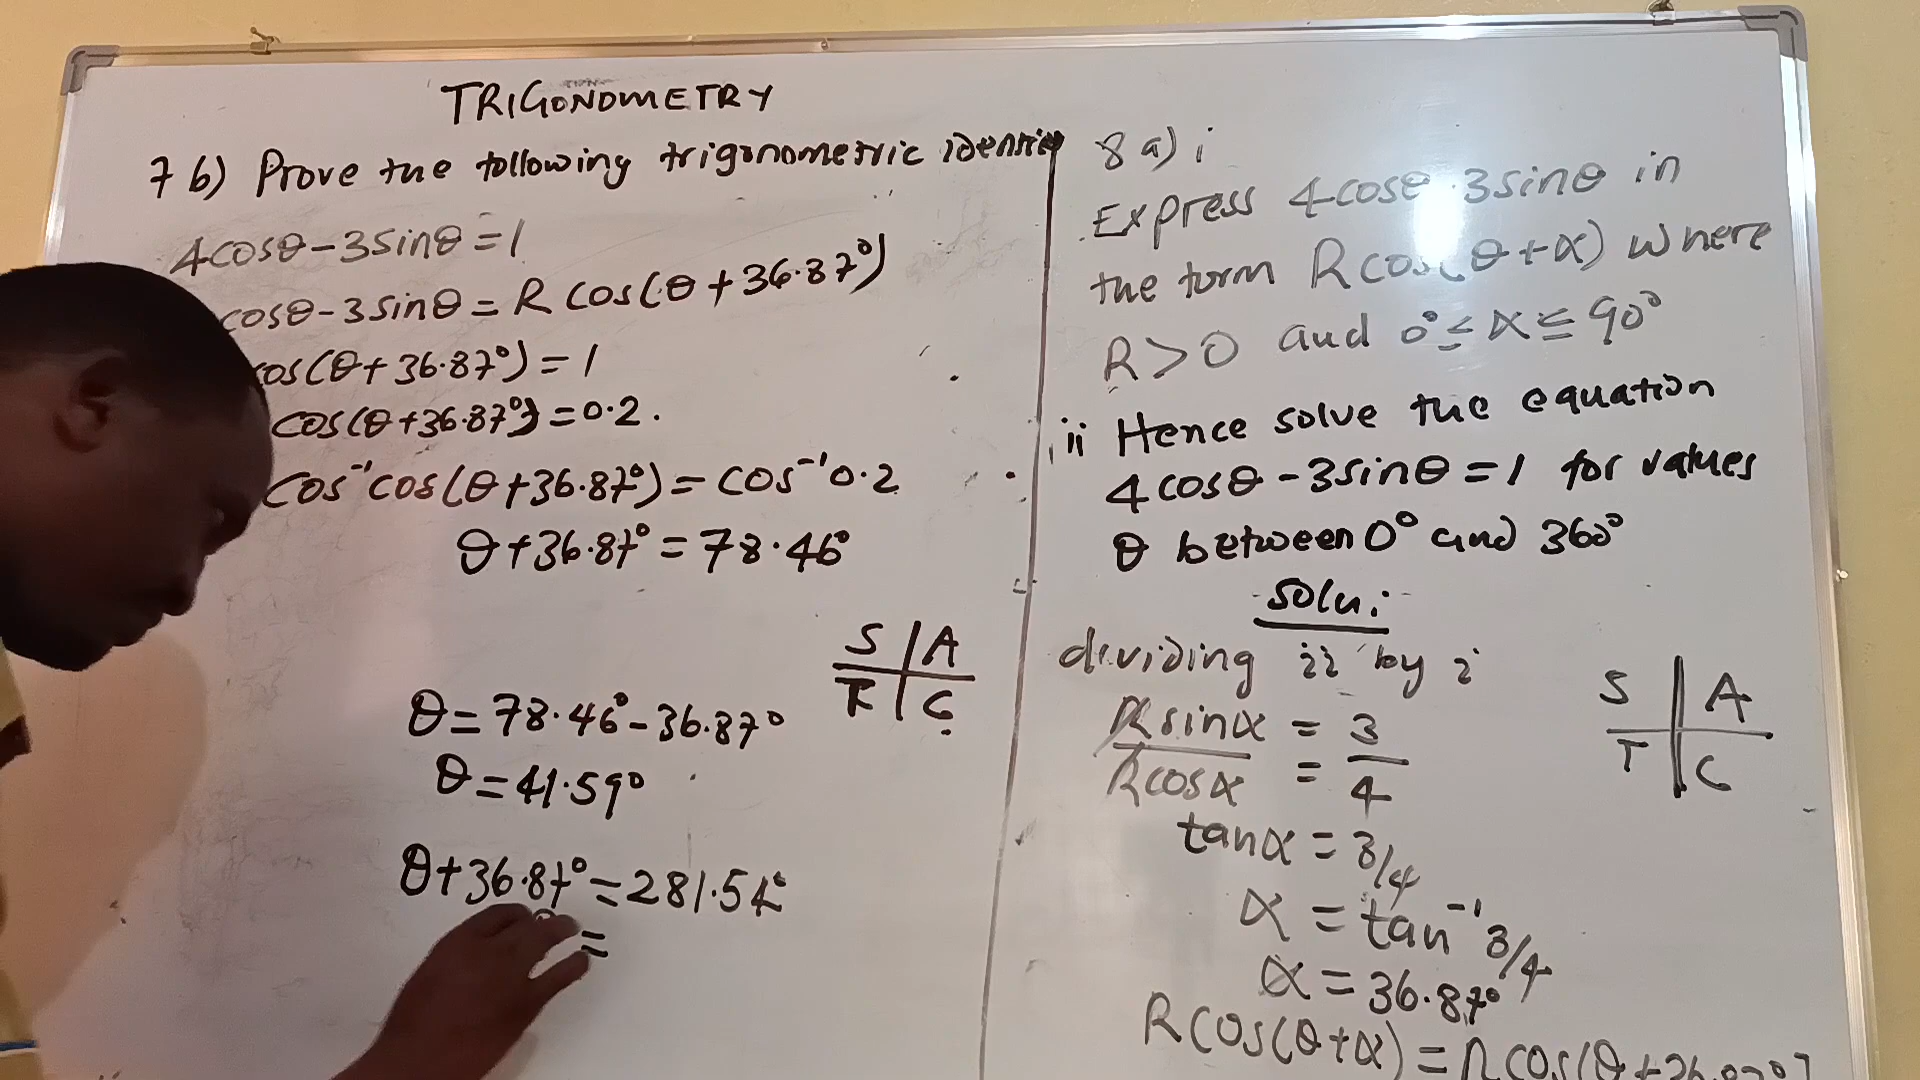 TRIGONOMETRY
7 b) Prove the following trigonometric identity
4cosθ-3sinθ=1
cosθ-3sinθ=R cos(θ+36.87°)
cos(θ+36.87°)=1
cos(θ+36.87°)=0.2.
cos⁻¹cos(θ+36.87°)=cos⁻¹0.2
θ+36.87°=78.46°
S A
T C
θ=78.46°-36.87°
θ=41.59°
θ+36.87°=281.54°
=
8 a) i
Express 4cosθ-3sinθ in
the form Rcos(θ+α) where
R>0 and 0°≤α≤90°
ii Hence solve the equation
4cosθ-3sinθ=1 for values
θ between 0° and 360°
Soln:
dividing ii by i
Rsinα = 3
Rcosα = 4
S A
T C
tanα=3/4
α=tan⁻¹3/4
α=36.87°
Rcos(θ+α)=Rcos(θ+36.87°)